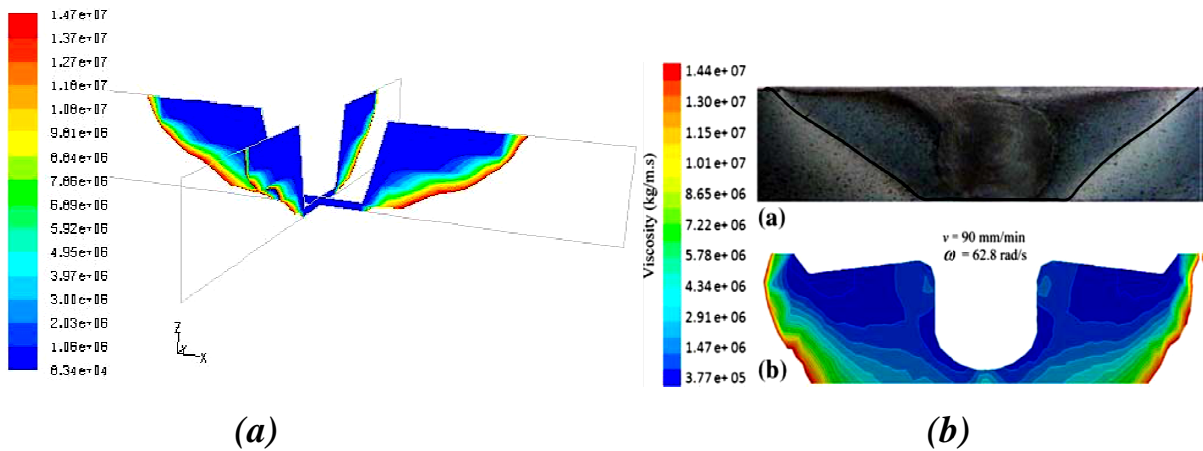 1.47e+07
1.37e+07
1.27e+07
1.18e+07
1.08e+07
9.81e+06
8.84e+06
7.86e+06
6.89e+06
5.92e+06
4.95e+06
3.97e+06
3.00e+06
2.03e+06
1.06e+06
8.34e+04
Z
Y
X
(a)
Viscosity (kg/m.s)
1.44 e+ 07
1.30 e+ 07
1.15 e+ 07
1.01 e+ 07
8.65 e+ 06
7.22 e+ 06
5.78 e+ 06
4.34 e+ 06
2.91 e+ 06
1.47 e+ 06
3.77 e+ 05
(a)
v = 90 mm/min
ω = 62.8 rad/s
(b)
(b)